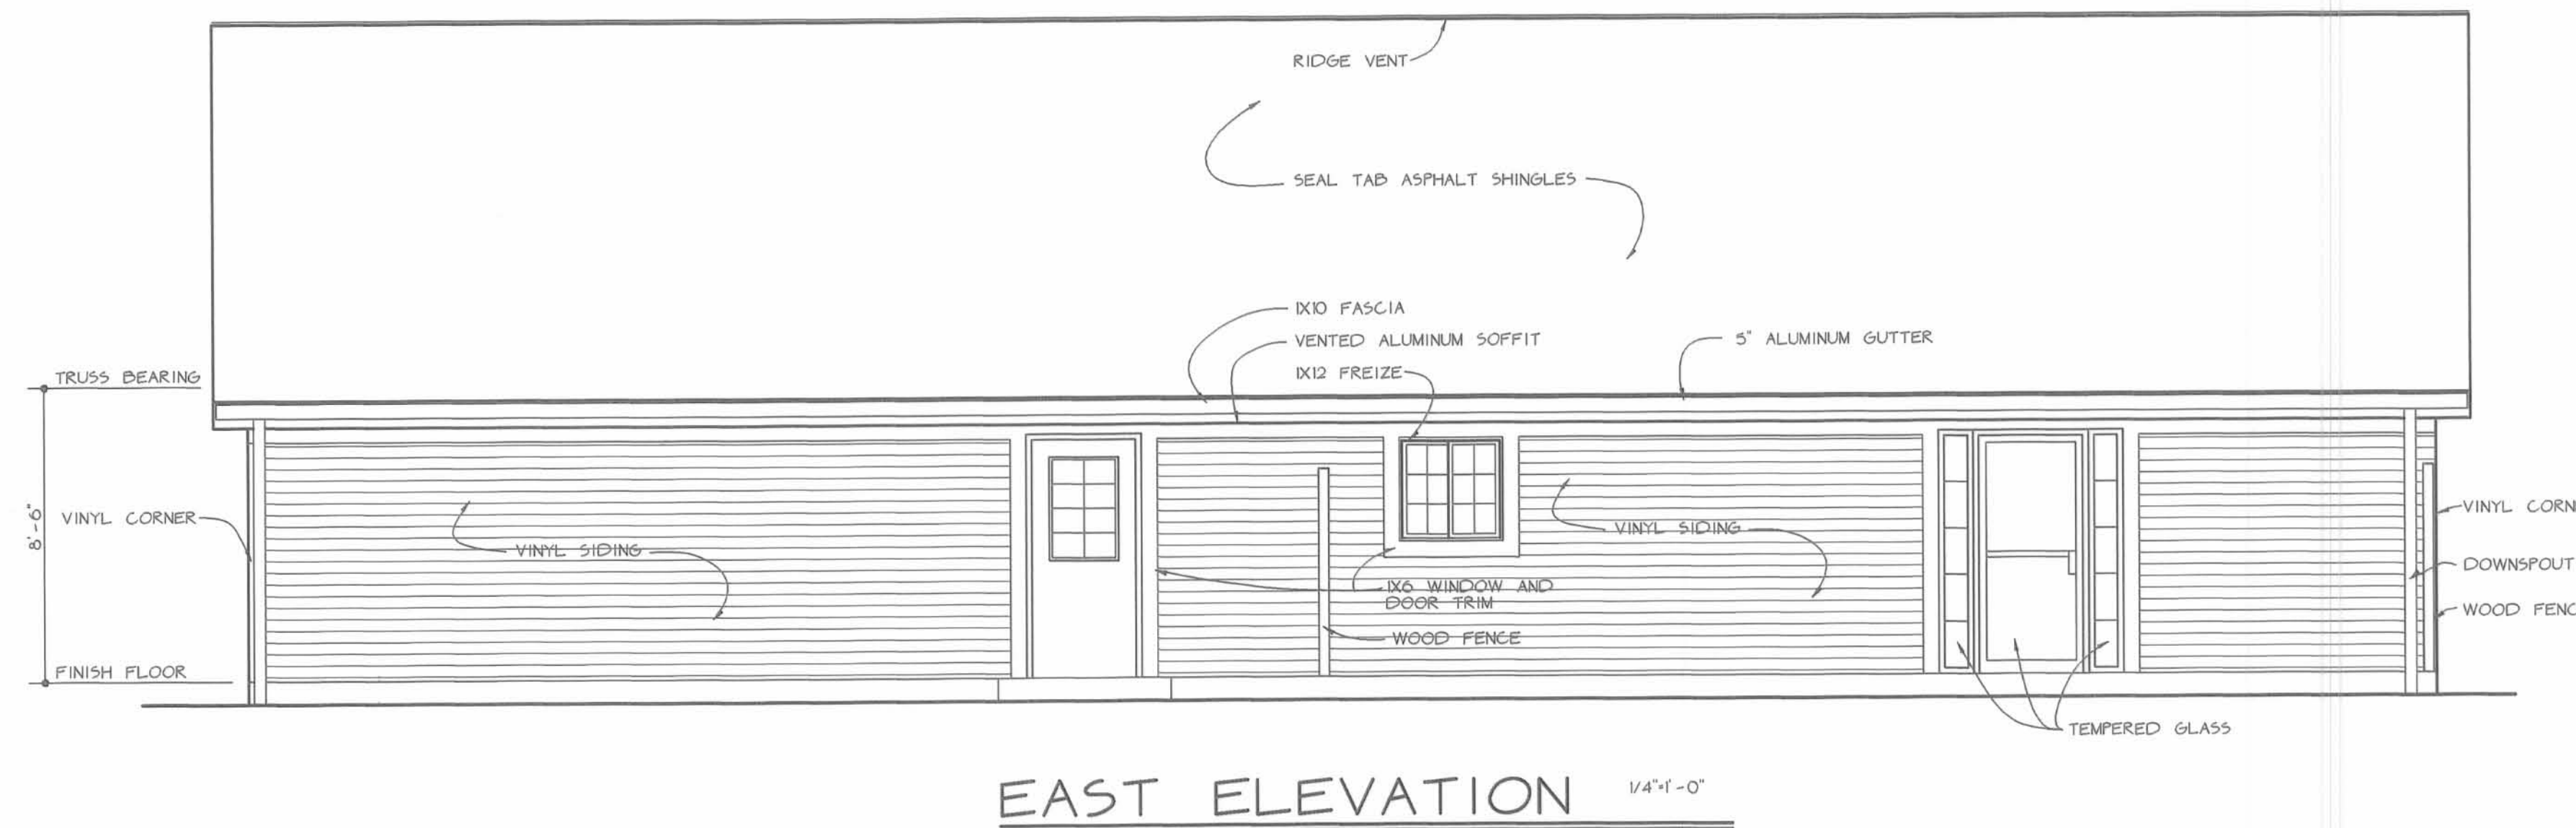 RIDGE VENT
SEAL TAB ASPHALT SHINGLES
1X10 FASCIA
VENTED ALUMINUM SOFFIT
5" ALUMINUM GUTTER
1X12 FREIZE
TRUSS BEARING
8'-6"
VINYL CORNER
VINYL SIDING
VINYL SIDING
VINYL CORN
DOWNSPOUT
1X6 WINDOW AND
DOOR TRIM
WOOD FENCE
WOOD FENC
FINISH FLOOR
TEMPERED GLASS
EAST ELEVATION
1/4"=1'-0"